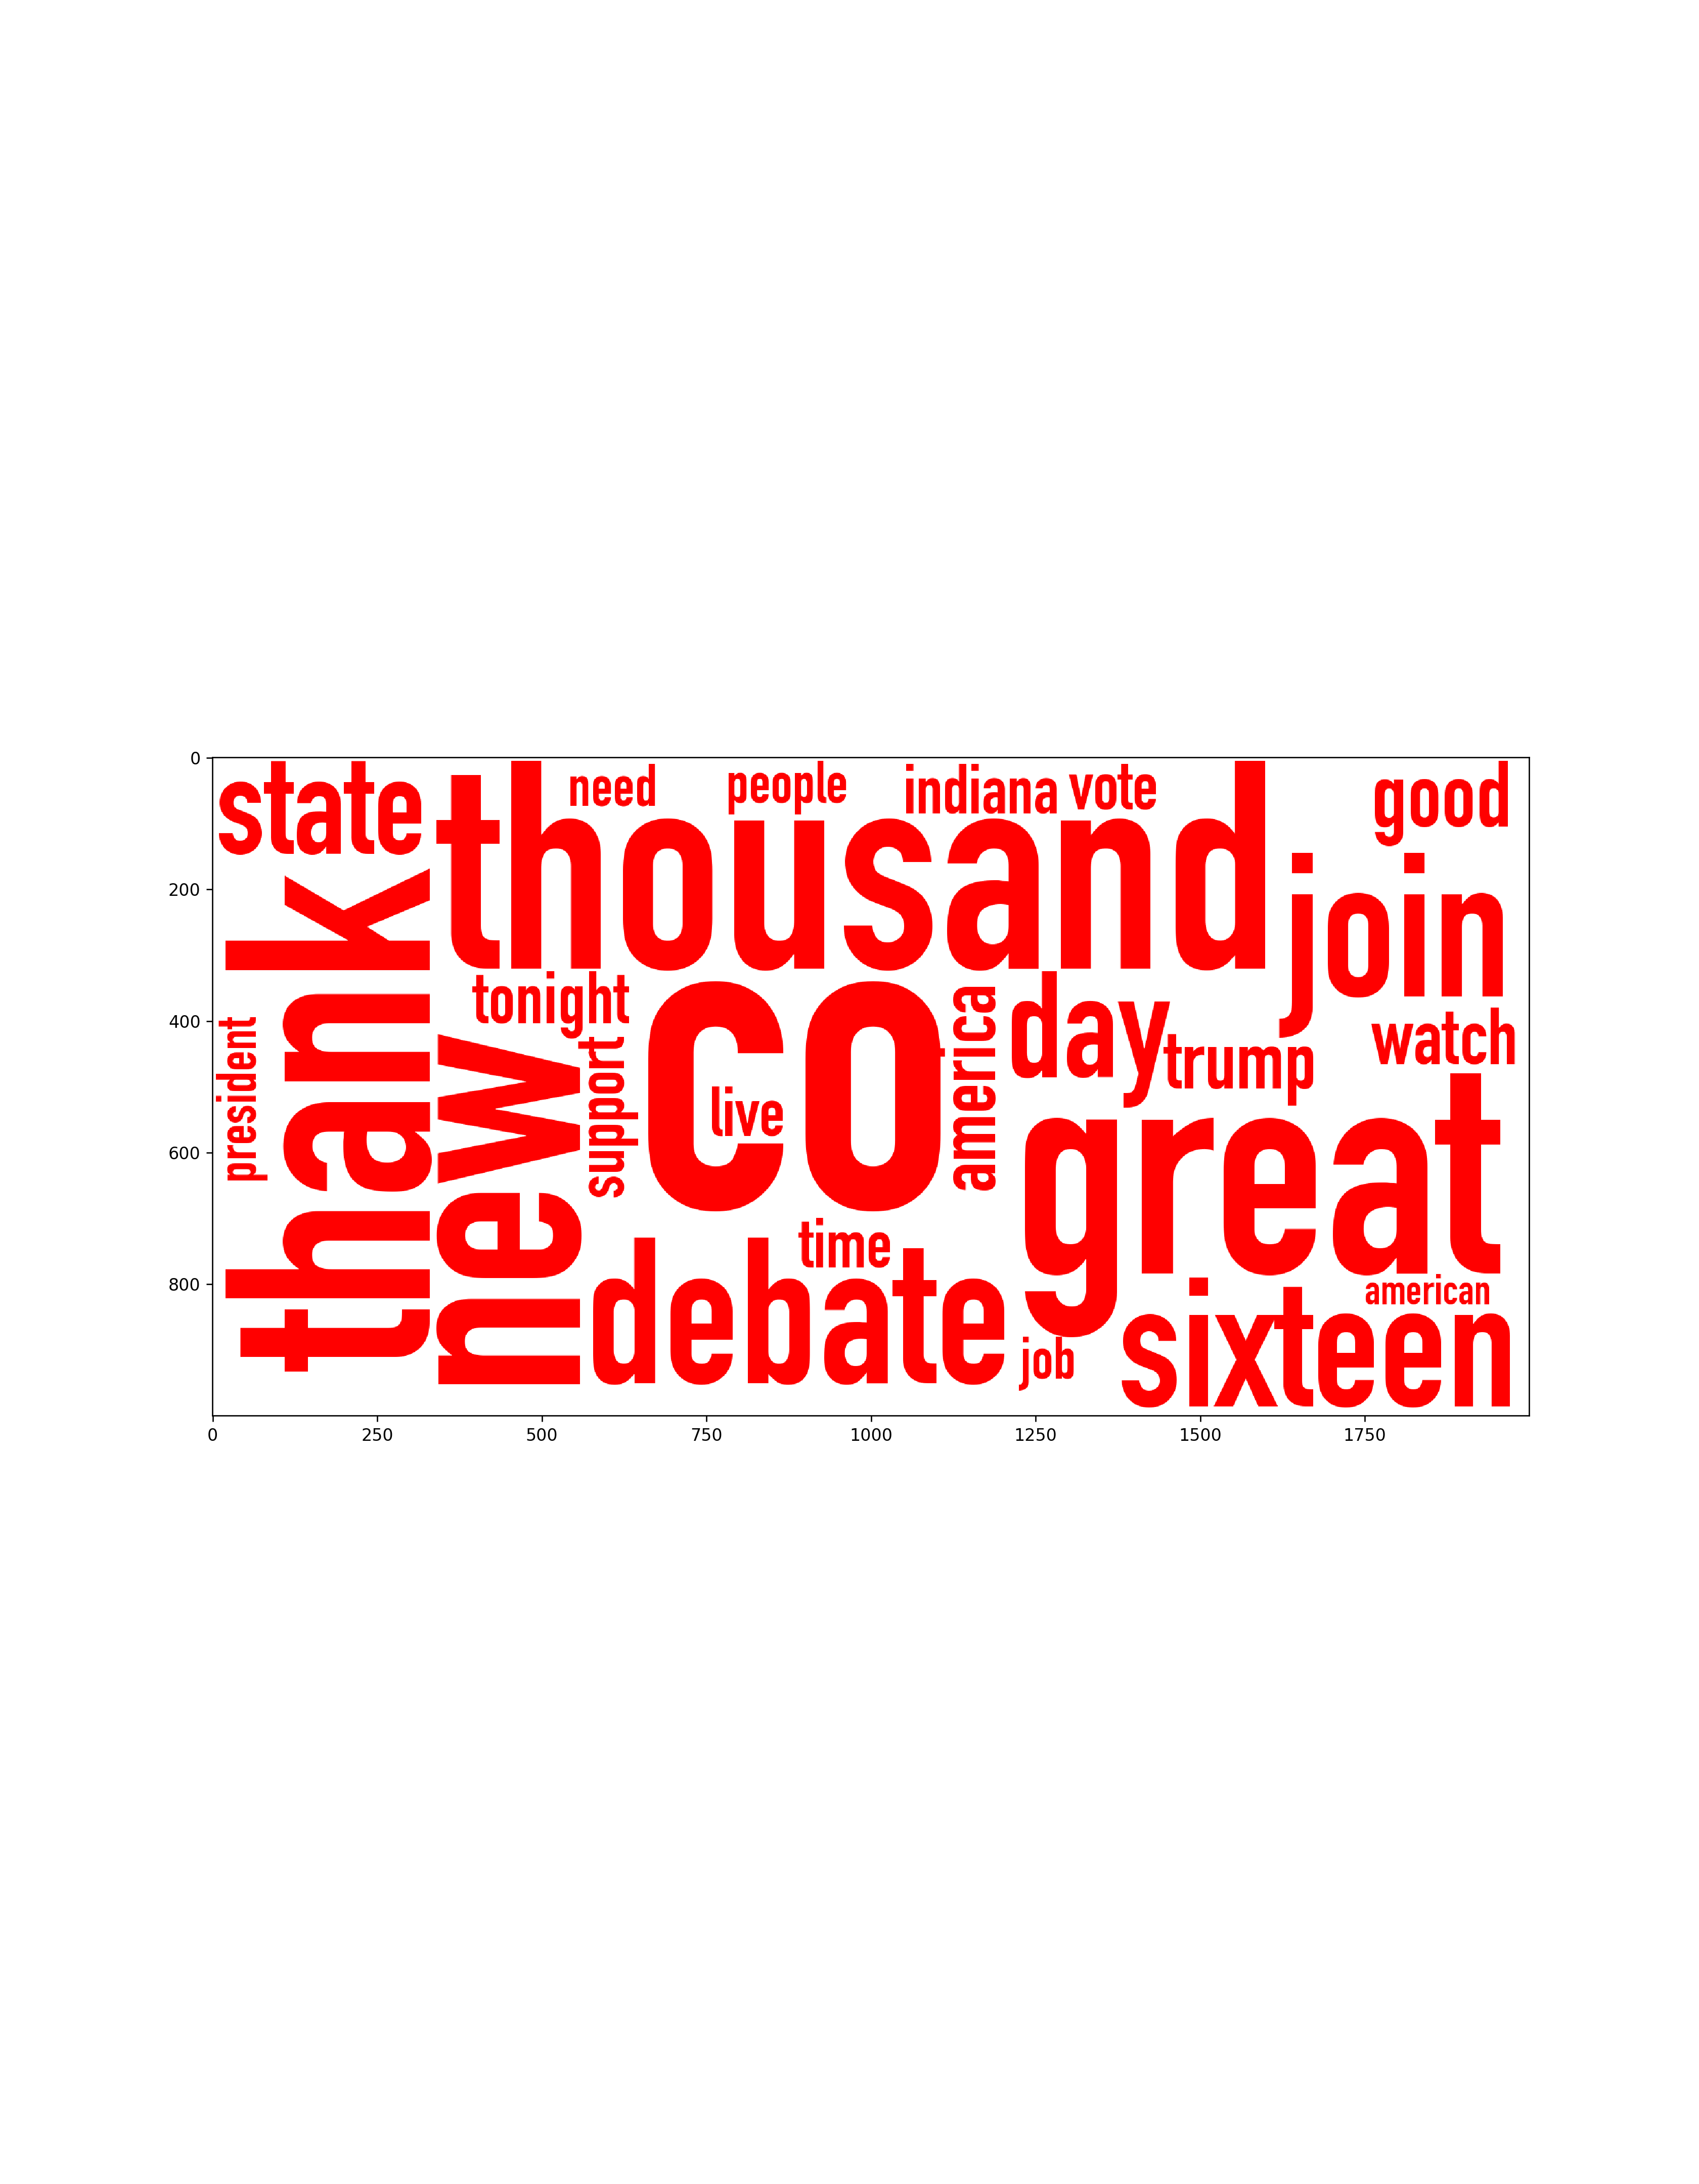 0
state
need
people
indiana
vote
good
thousand
join
200
thank
tonight
co
america
day
trump
watch
400
president
new
support
live
great
600
time
debate
800
american
sixteen
job
0
250
500
750
1000
1250
1500
1750